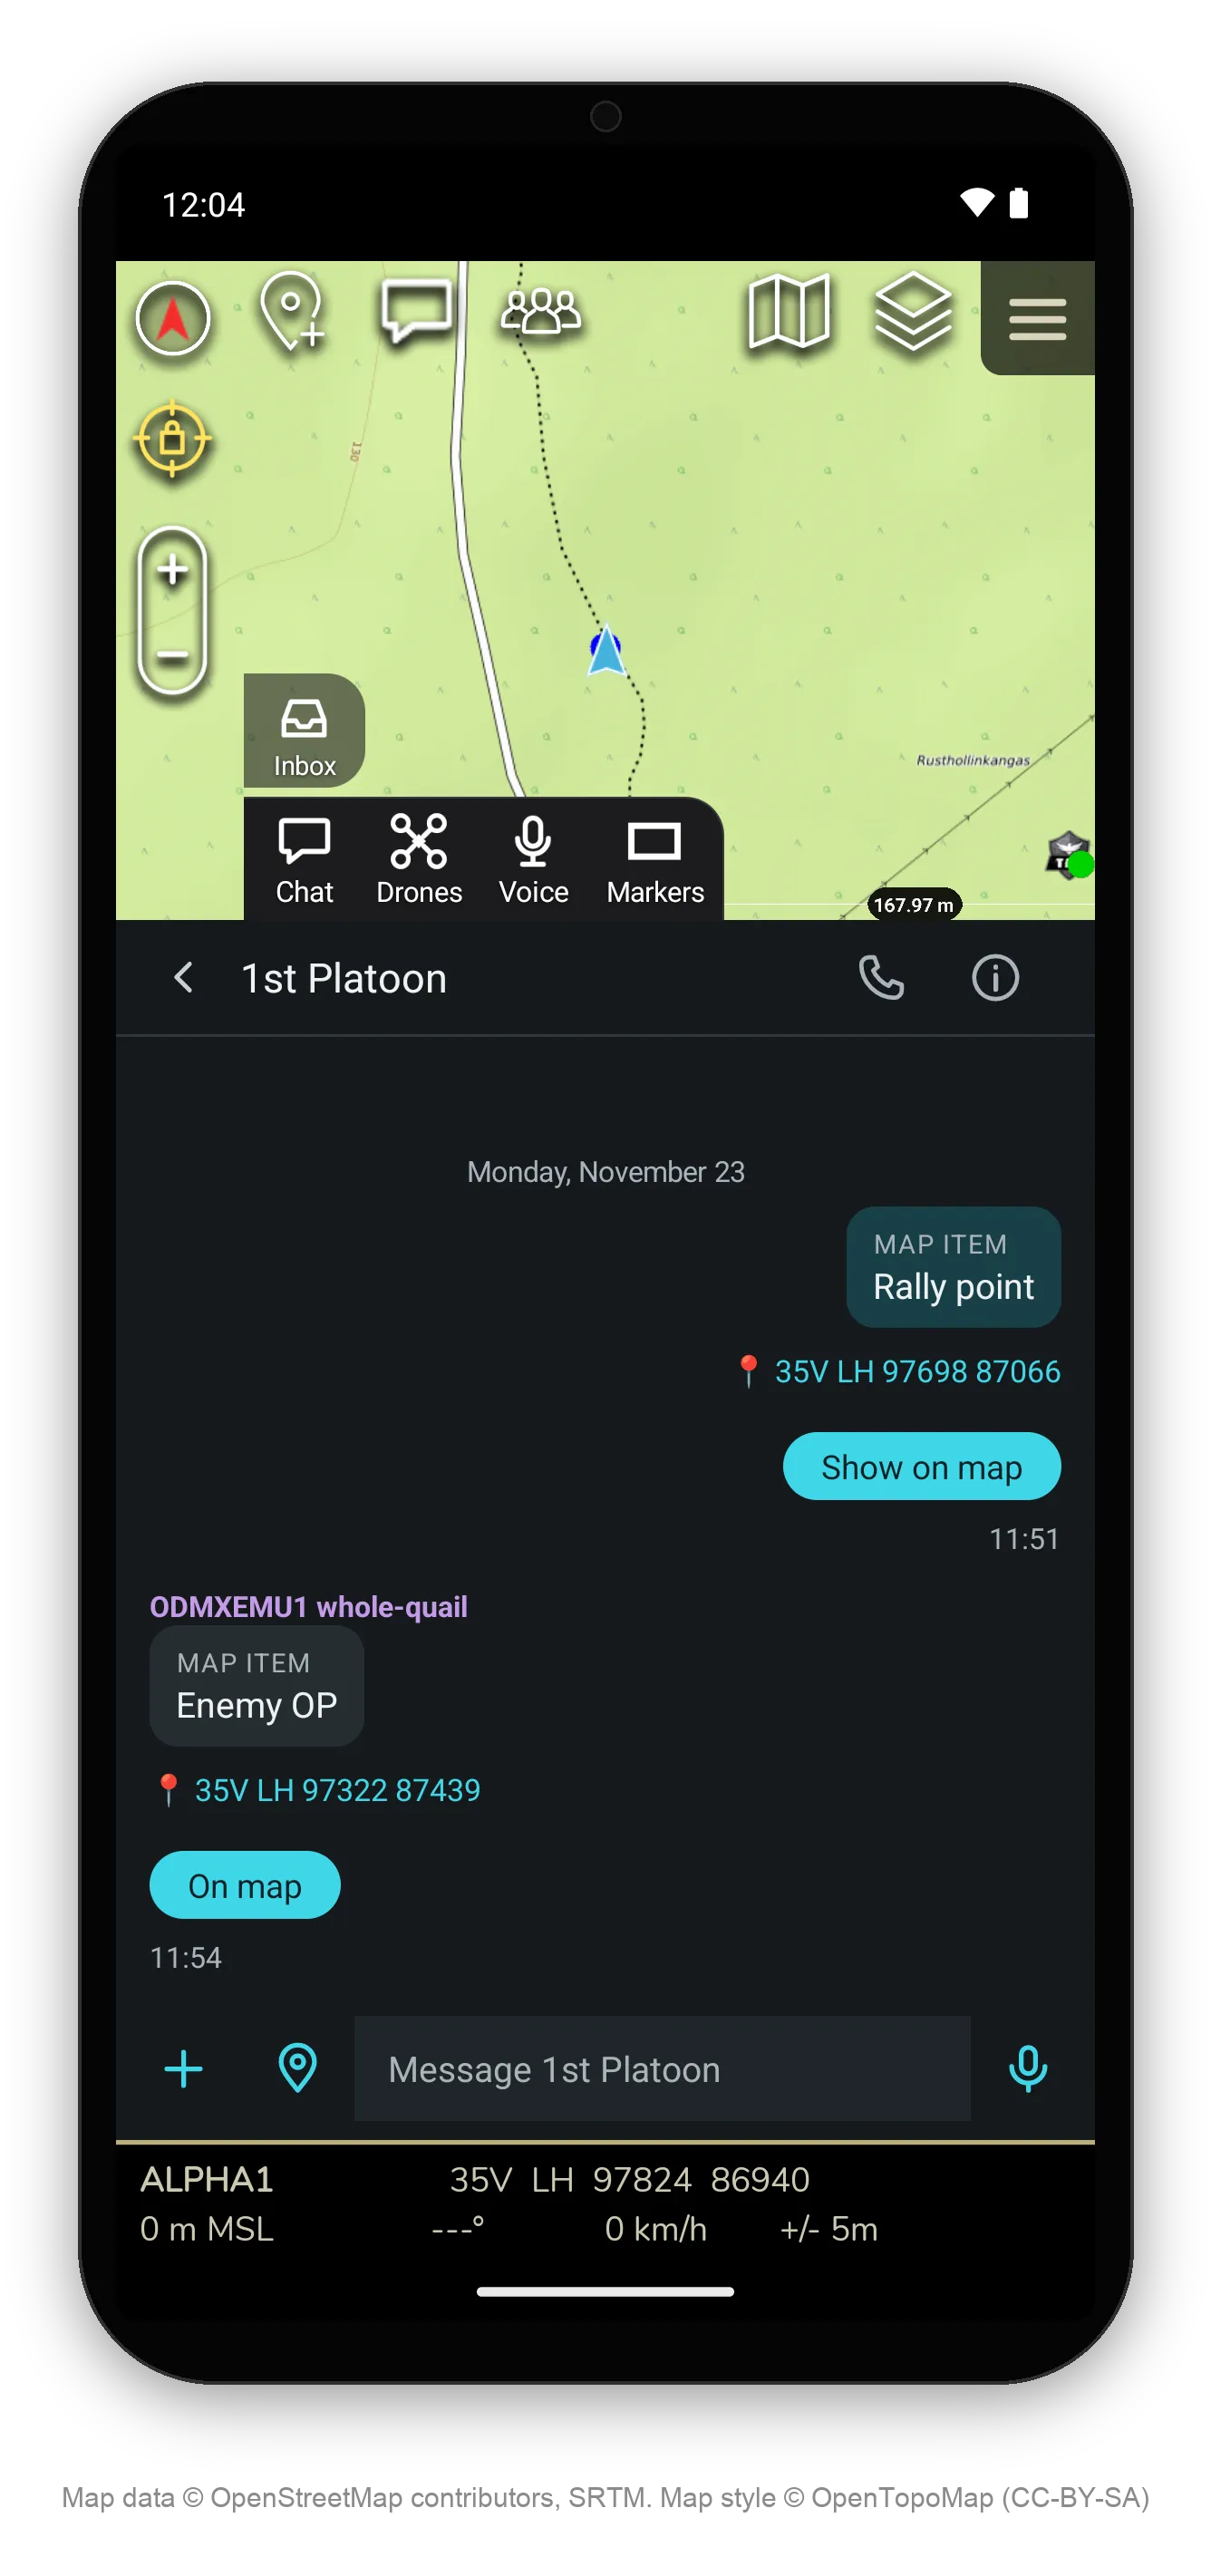 12:04
130
Inbox
Rusthollinkangas
Chat
Drones
Voice
Markers
167.97 m
1st Platoon
Monday, November 23
MAP ITEM
Rally point
📍 35V LH 97698 87066
Show on map
11:51
ODMXEMU1 whole-quail
MAP ITEM
Enemy OP
📍 35V LH 97322 87439
On map
11:54
Message 1st Platoon
ALPHA1 35V LH 97824 86940
0 m MSL ---° 0 km/h +/- 5m
Map data © OpenStreetMap contributors, SRTM. Map style © OpenTopoMap (CC-BY-SA)